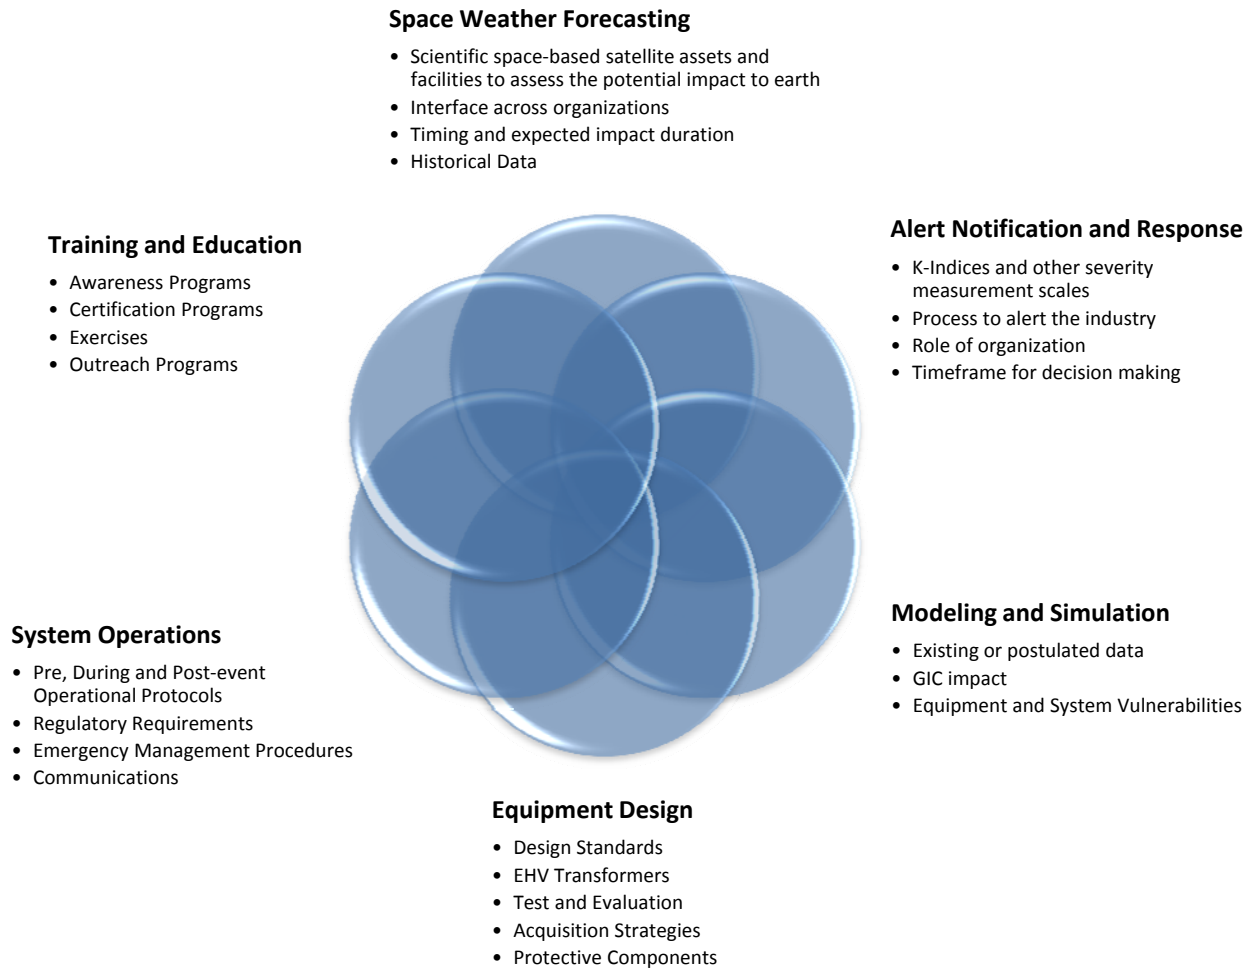 Space Weather Forecasting
• Scientific space-based satellite assets and
facilities to assess the potential impact to earth
• Interface across organizations
• Timing and expected impact duration
• Historical Data
Alert Notification and Response
• K-Indices and other severity
measurement scales
• Process to alert the industry
• Role of organization
• Timeframe for decision making
Modeling and Simulation
• Existing or postulated data
• GIC impact
• Equipment and System Vulnerabilities
Equipment Design
• Design Standards
• EHV Transformers
• Test and Evaluation
• Acquisition Strategies
• Protective Components
System Operations
• Pre, During and Post-event
Operational Protocols
• Regulatory Requirements
• Emergency Management Procedures
• Communications
Training and Education
• Awareness Programs
• Certification Programs
• Exercises
• Outreach Programs